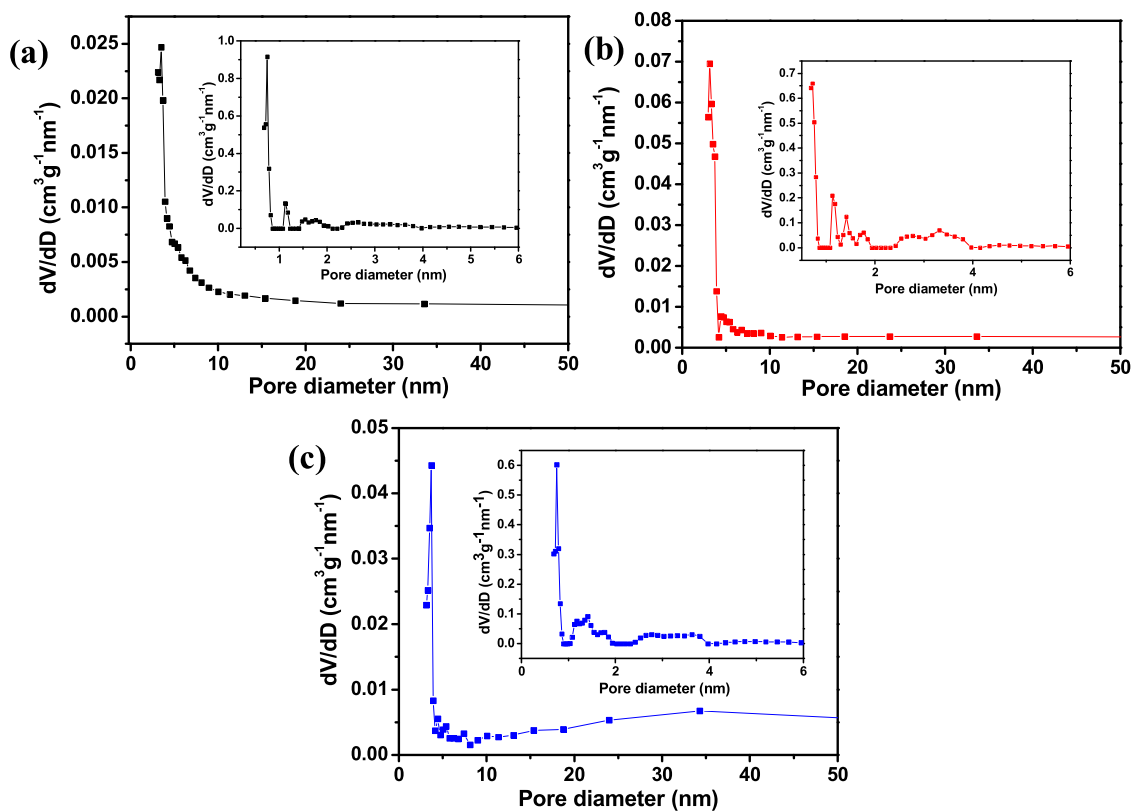 (a)
dV/dD (cm³g⁻¹nm⁻¹)
0.025
0.020
0.015
0.010
0.005
0.000
0 10 20 30 40 50
Pore diameter (nm)
dV/dD (cm³g⁻¹nm⁻¹)
1.0
0.8
0.6
0.4
0.2
0.0
1 2 3 4 5 6
Pore diameter (nm)
(b)
dV/dD (cm³g⁻¹nm⁻¹)
0.08
0.07
0.06
0.05
0.04
0.03
0.02
0.01
0.00
0 10 20 30 40 50
Pore diameter (nm)
dV/dD (cm³g⁻¹nm⁻¹)
0.7
0.6
0.5
0.4
0.3
0.2
0.1
0.0
2 4 6
Pore diameter (nm)
(c)
dV/dD (cm³g⁻¹nm⁻¹)
0.05
0.04
0.03
0.02
0.01
0.00
0 10 20 30 40 50
Pore diameter (nm)
dV/dD (cm³g⁻¹nm⁻¹)
0.6
0.5
0.4
0.3
0.2
0.1
0.0
0 2 4 6
Pore diameter (nm)